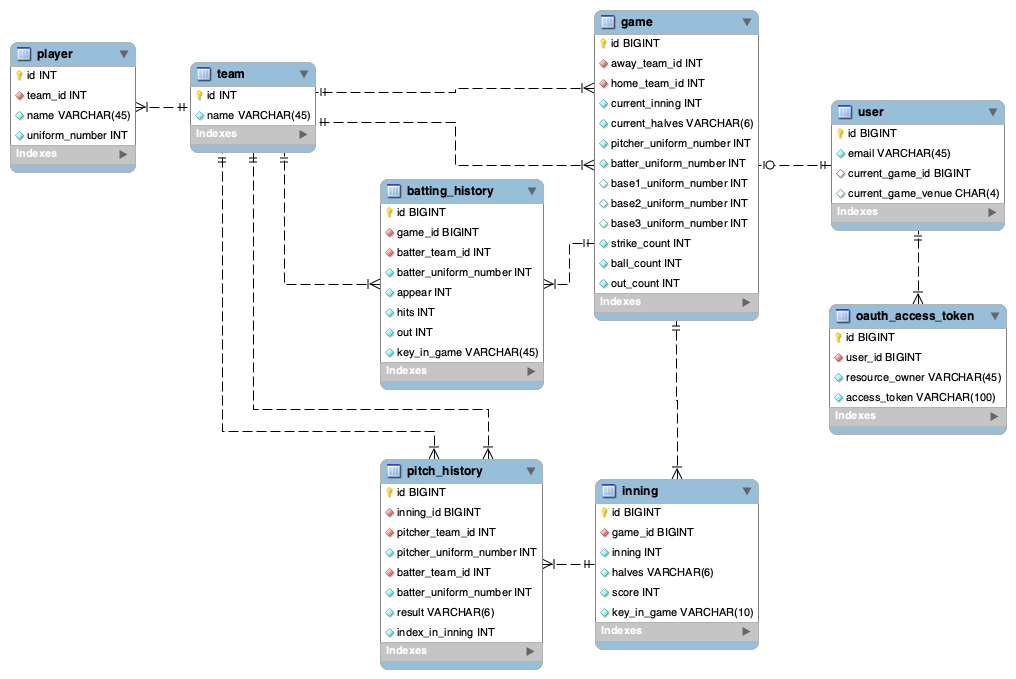 player
id INT
team_id INT
name VARCHAR(45)
uniform_number INT
Indexes
team
id INT
name VARCHAR(45)
Indexes
game
id BIGINT
away_team_id INT
home_team_id INT
current_inning INT
current_halves VARCHAR(6)
pitcher_uniform_number INT
batter_uniform_number INT
base1_uniform_number INT
base2_uniform_number INT
base3_uniform_number INT
strike_count INT
ball_count INT
out_count INT
Indexes
user
id BIGINT
email VARCHAR(45)
current_game_id BIGINT
current_game_venue CHAR(4)
Indexes
batting_history
id BIGINT
game_id BIGINT
batter_team_id INT
batter_uniform_number INT
appear INT
hits INT
out INT
key_in_game VARCHAR(45)
Indexes
oauth_access_token
id BIGINT
user_id BIGINT
resource_owner VARCHAR(45)
access_token VARCHAR(100)
Indexes
pitch_history
id BIGINT
inning_id BIGINT
pitcher_team_id INT
pitcher_uniform_number INT
batter_team_id INT
batter_uniform_number INT
result VARCHAR(6)
index_in_inning INT
Indexes
inning
id BIGINT
game_id BIGINT
inning INT
halves VARCHAR(6)
score INT
key_in_game VARCHAR(10)
Indexes